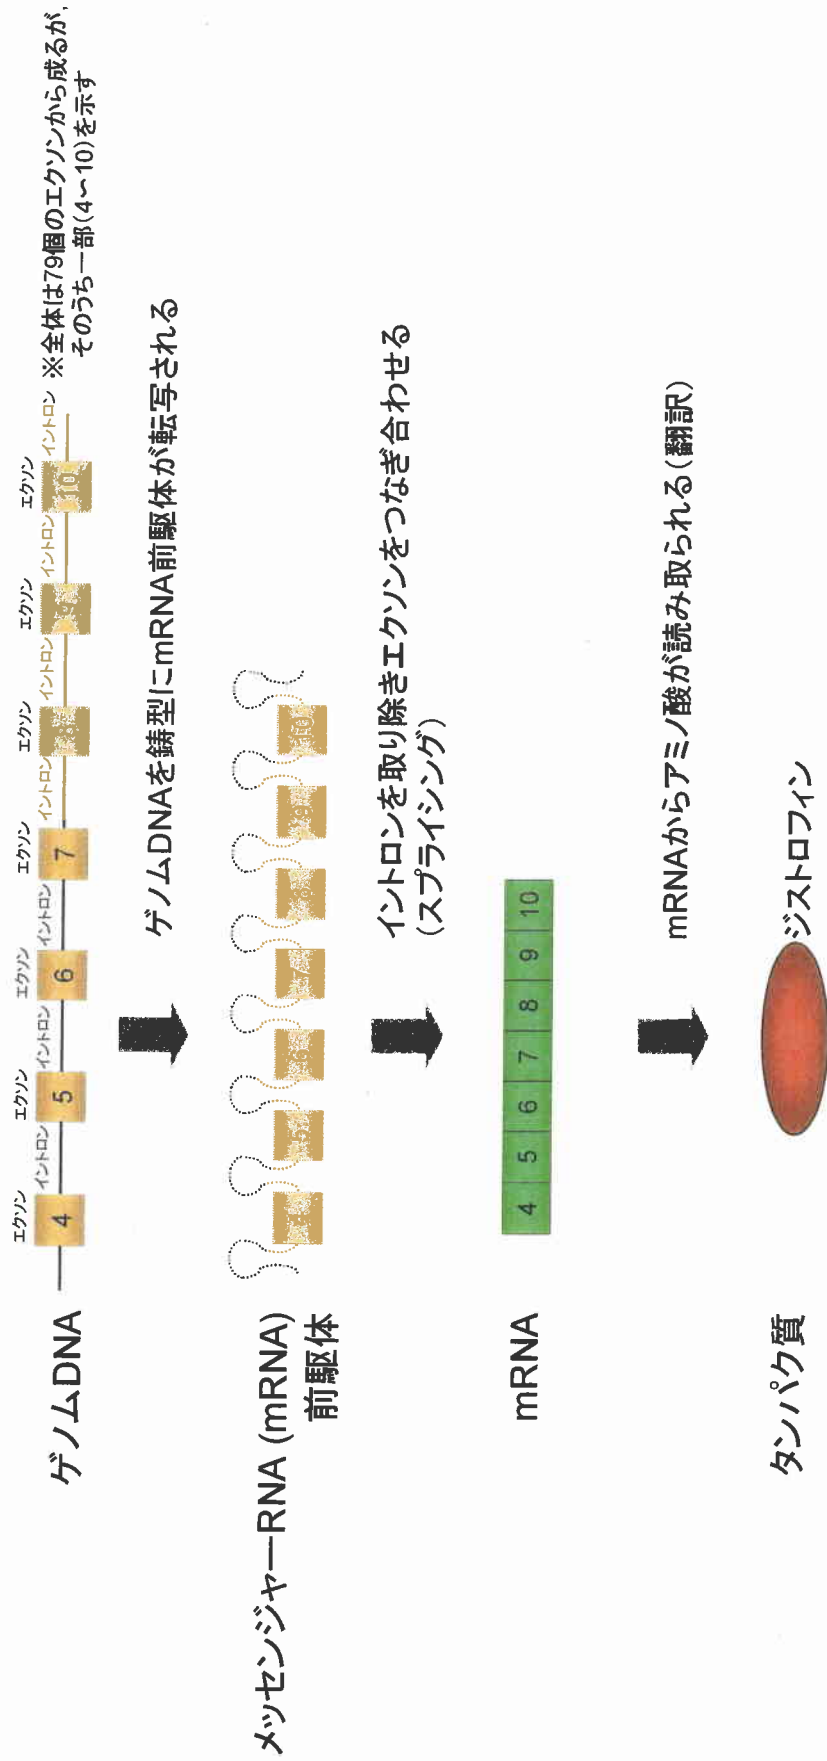 エクソン エクソン エクソン エクソン エクソン エクソン エクソン
イントロン イントロン イントロン イントロン イントロン イントロン イントロン
ゲノムDNA
4 5 6 7 10
※全体は79個のエクソンから成るが,
そのうち一部(4〜10)を示す
ゲノムDNAを鋳型にmRNA前駆体が転写される
メッセンジャーRNA (mRNA)
前駆体
5 6 7 8 9 10
イントロンを取り除きエクソンをつなぎ合わせる
(スプライシング)
mRNA
4 5 6 7 8 9 10
mRNAからアミノ酸が読み取られる(翻訳)
タンパク質
ジストロフィン